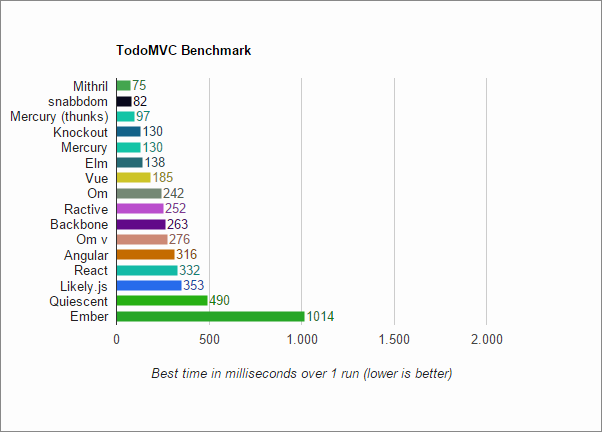 TodoMVC Benchmark
Mithril 75
snabbdom 82
Mercury (thunks) 97
Knockout 130
Mercury 130
Elm 138
Vue 185
Om 242
Ractive 252
Backbone 263
Om v 276
Angular 316
React 332
Likely.js 353
Quiescent 490
Ember 1014
0 500 1.000 1.500 2.000
Best time in milliseconds over 1 run (lower is better)